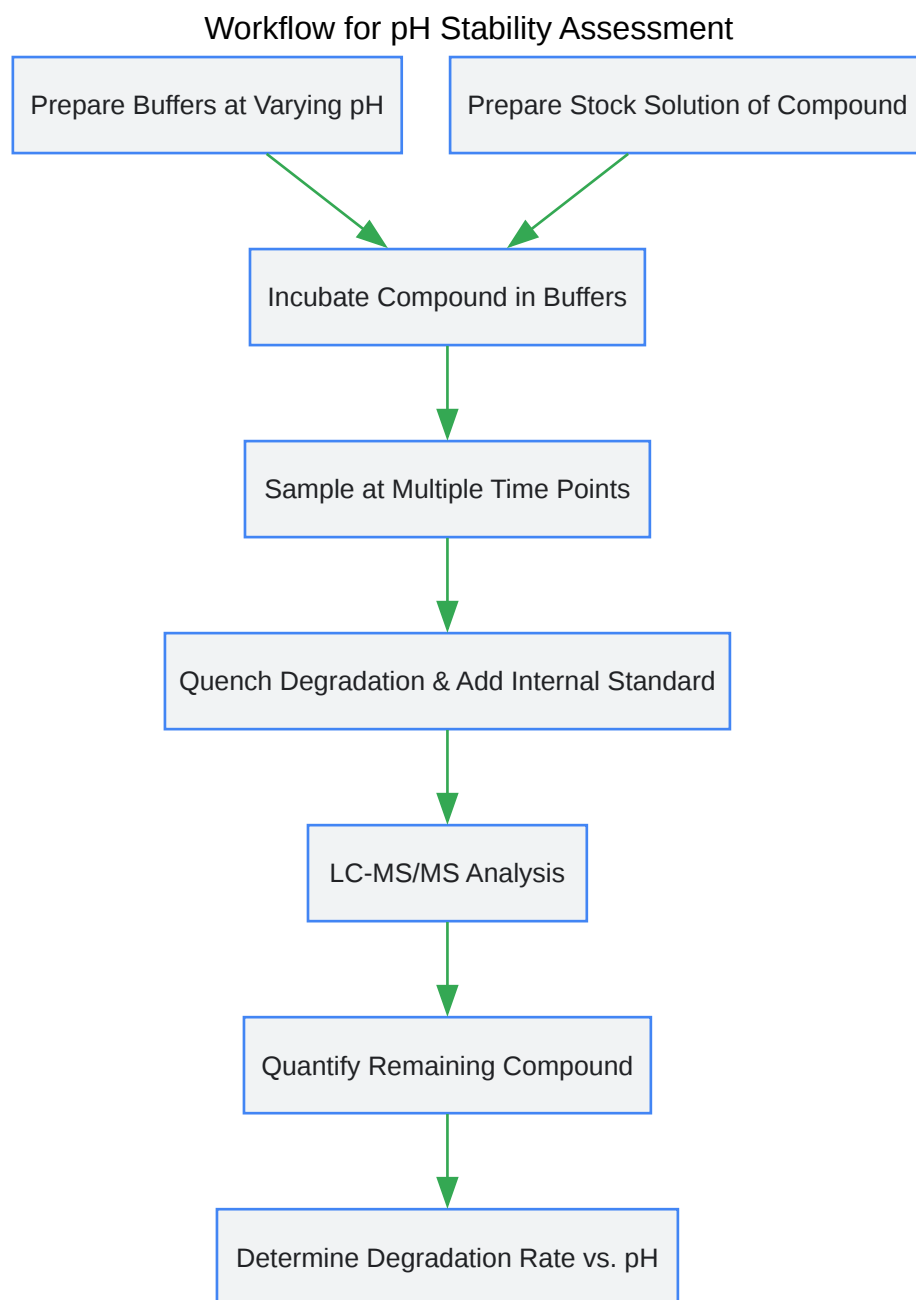 Workflow for pH Stability Assessment
Prepare Buffers at Varying pH
Prepare Stock Solution of Compound
Incubate Compound in Buffers
Sample at Multiple Time Points
Quench Degradation & Add Internal Standard
LC-MS/MS Analysis
Quantify Remaining Compound
Determine Degradation Rate vs. pH